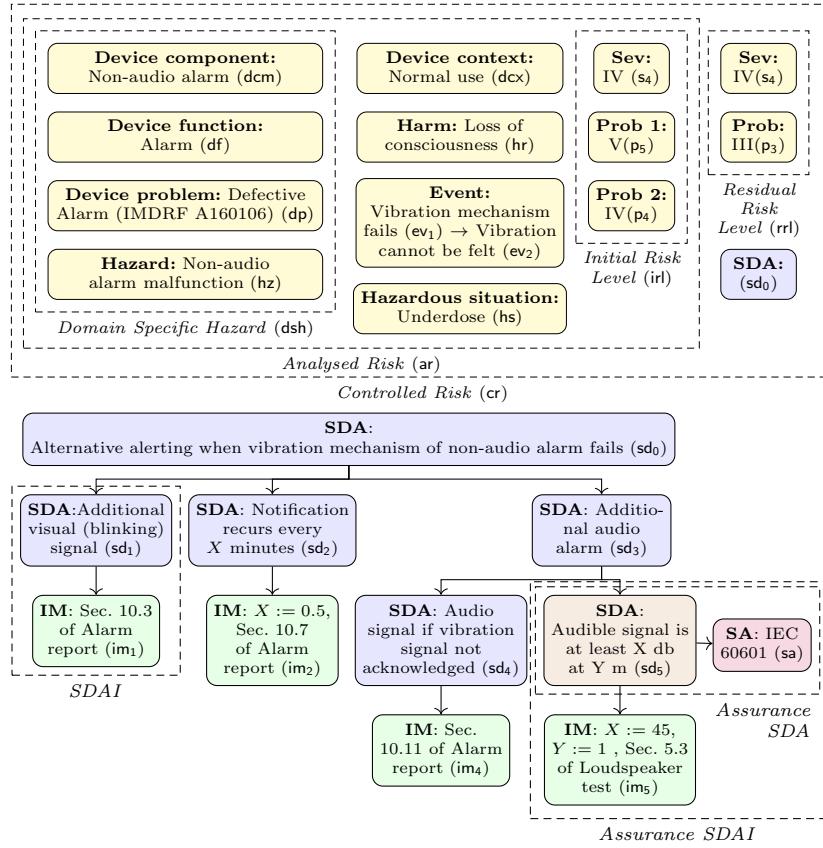 Device component:
Non-audio alarm (dcm)
Device function:
Alarm (df)
Device problem: Defective
Alarm (IMDRF A160106) (dp)
Hazard: Non-audio
alarm malfunction (hz)
Domain Specific Hazard (dsh)
Device context:
Normal use (dcx)
Harm: Loss of
consciousness (hr)
Event:
Vibration mechanism
fails (ev₁) → Vibration
cannot be felt (ev₂)
Hazardous situation:
Underdose (hs)
Sev:
IV (s₄)
Prob 1:
V(p₅)
Prob 2:
IV(p₄)
Initial Risk
Level (irl)
Sev:
IV(s₄)
Prob:
III(p₃)
Residual
Risk
Level (rrl)
SDA:
(sd₀)
Analysed Risk (ar)
Controlled Risk (cr)
SDA:
Alternative alerting when vibration mechanism of non-audio alarm fails (sd₀)
SDA:Additional
visual (blinking)
signal (sd₁)
SDA: Notification
recurs every
X minutes (sd₂)
SDA: Additio-
nal audio
alarm (sd₃)
IM: Sec. 10.3
of Alarm
report (im₁)
SDAI
IM: X := 0.5,
Sec. 10.7
of Alarm
report (im₂)
SDA: Audio
signal if vibration
signal not
acknowledged (sd₄)
SDA:
Audible signal is
at least X db
at Y m (sd₅)
SA: IEC
60601 (sa)
Assurance
SDA
IM: Sec.
10.11 of Alarm
report (im₄)
IM: X := 45,
Y := 1 , Sec. 5.3
of Loudspeaker
test (im₅)
Assurance SDAI